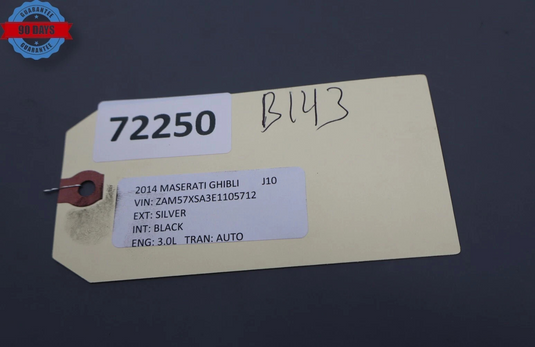 GUARANTEE
90 DAYS
GUARANTEE
72250
B143
2014 MASERATI GHIBLI J10
VIN: ZAM57XSA3E1105712
EXT: SILVER
INT: BLACK
ENG: 3.0L TRAN: AUTO